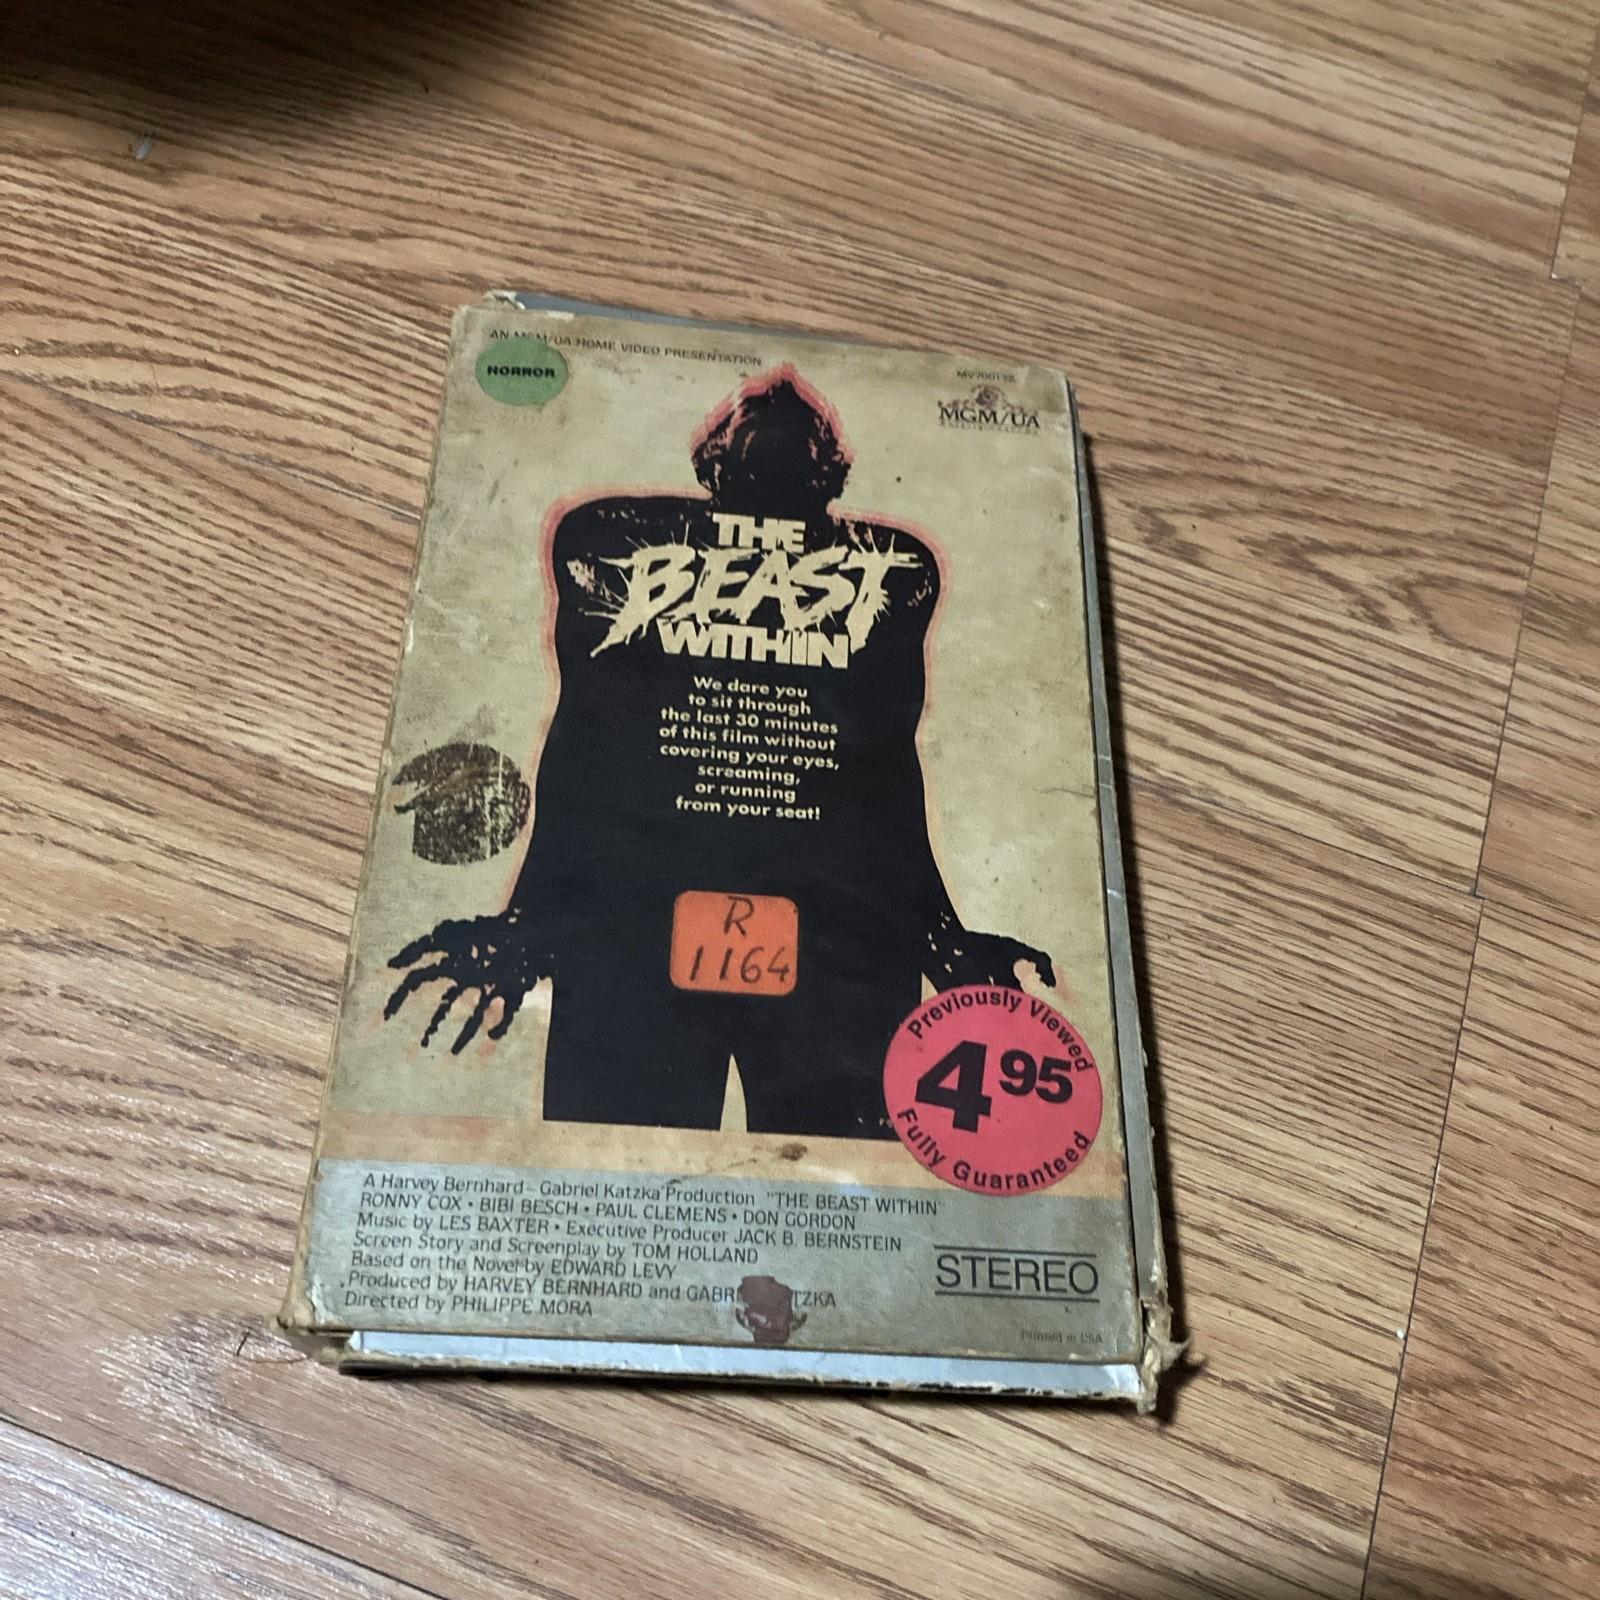 AN MGM/UA HOME VIDEO PRESENTATION
HORROR
MGM/UA
THE
BEAST
WITHIN
We dare you
to sit through
the last 30 minutes
of this film without
covering your eyes,
screaming,
or running
from your seat!
R
1164
Previously Viewed
4 95
Fully Guaranteed
A Harvey Bernhard - Gabriel Katzka Production "THE BEAST WITHIN"
RONNY COX • BIBI BESCH • PAUL CLEMENS • DON GORDON
Music by LES BAXTER • Executive Producer JACK B. BERNSTEIN
Screen Story and Screenplay by TOM HOLLAND
Based on the Novel by EDWARD LEVY
Produced by HARVEY BERNHARD and
Directed by PHILIPPE MORA
STEREO
Printed in USA